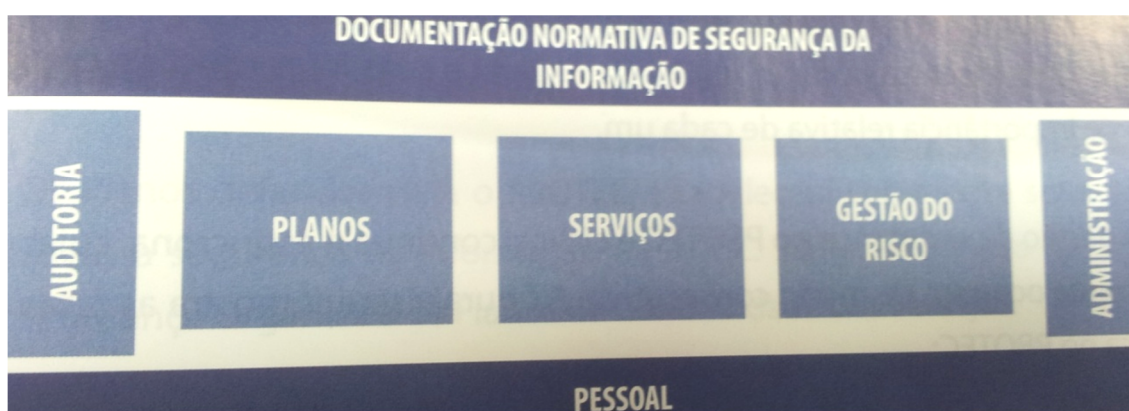 DOCUMENTAÇÃO NORMATIVA DE SEGURANÇA DA
INFORMAÇÃO
AUDITORIA
PLANOS
SERVIÇOS
GESTÃO DO
RISCO
ADMINISTRAÇÃO
PESSOAL